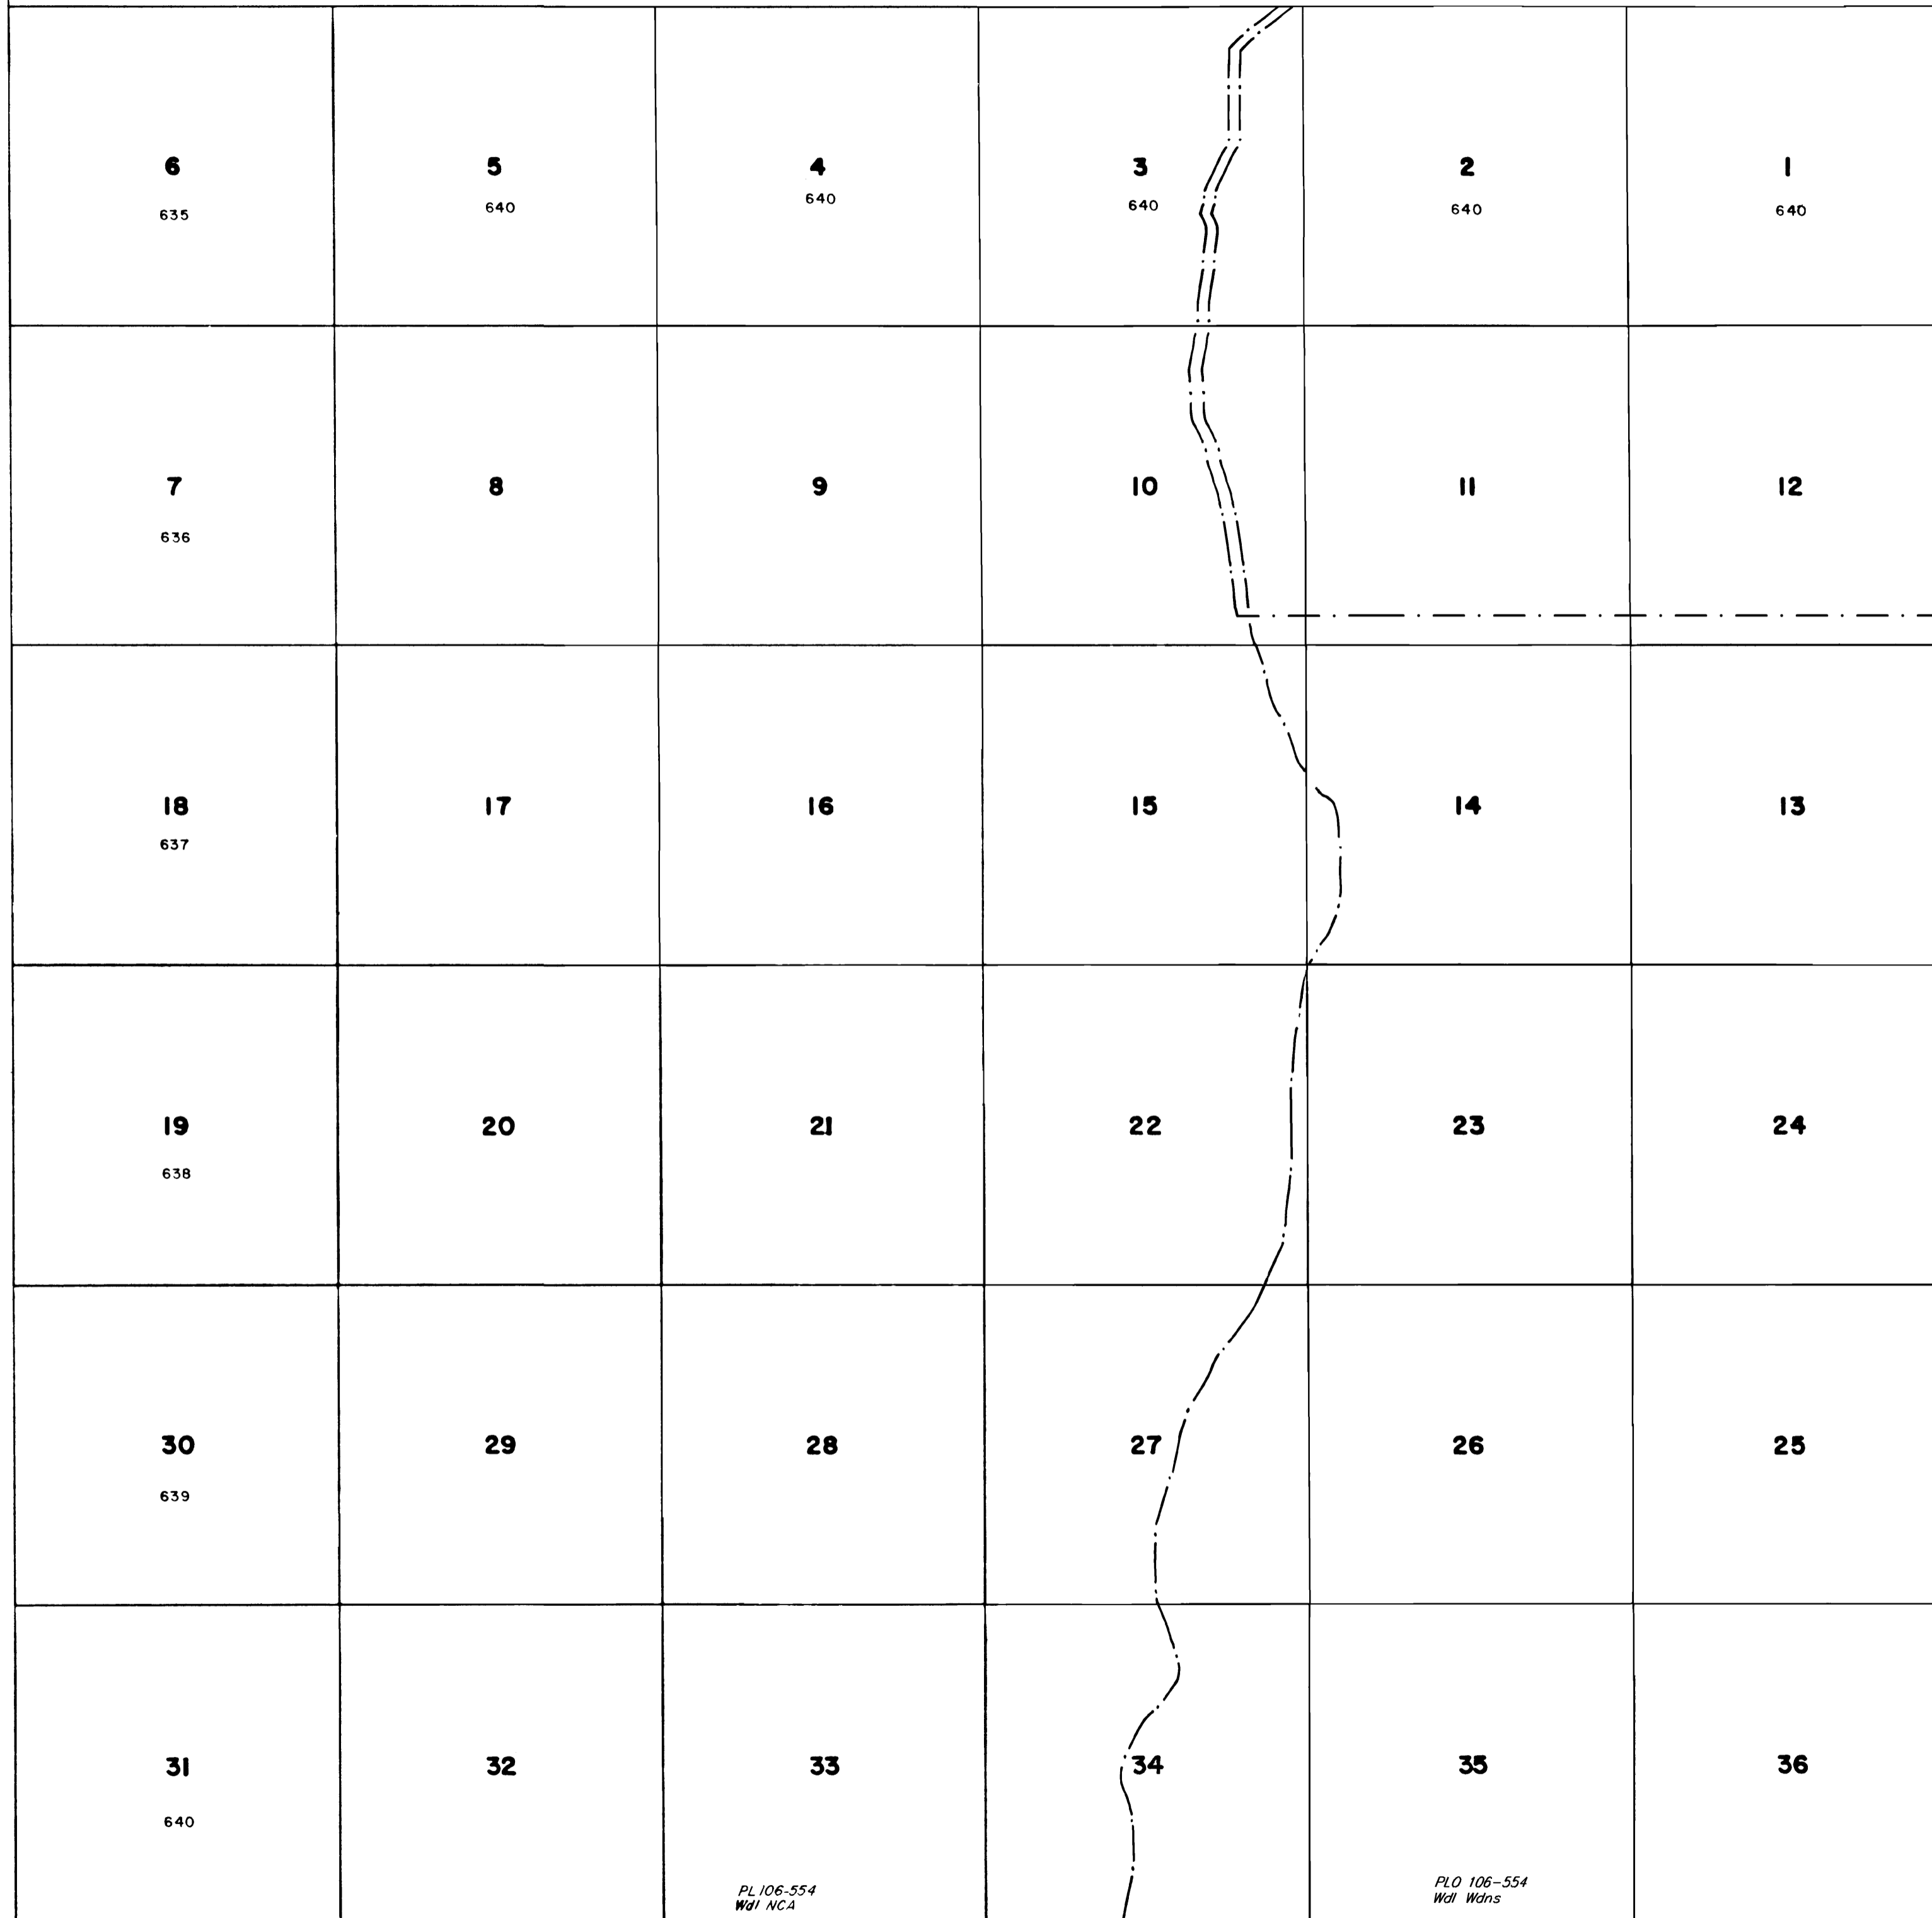 6 5 4 3 2 1
635 640 640 640 640 640
7 8 9 10 11 12
636
18 17 16 15 14 13
637
19 20 21 22 23 24
638
30 29 28 27 26 25
639
31 32 33 34 35 36
640
PL 106-554
Wdl NCA
PLO 106-554
Wdl Wdns